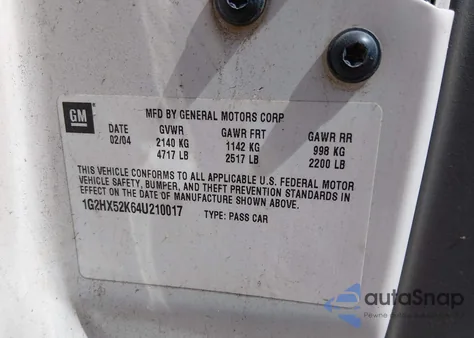 GM
MFD BY GENERAL MOTORS CORP
DATE GVWR GAWR FRT GAWR RR
02/04 2140 KG 1142 KG 998 KG
4717 LB 2517 LB 2200 LB
THIS VEHICLE CONFORMS TO ALL APPLICABLE U.S. FEDERAL MOTOR
VEHICLE SAFETY, BUMPER, AND THEFT PREVENTION STANDARDS IN
EFFECT ON THE DATE OF MANUFACTURE SHOWN ABOVE.
1G2HX52K64U210017 TYPE: PASS CAR
autaSnap